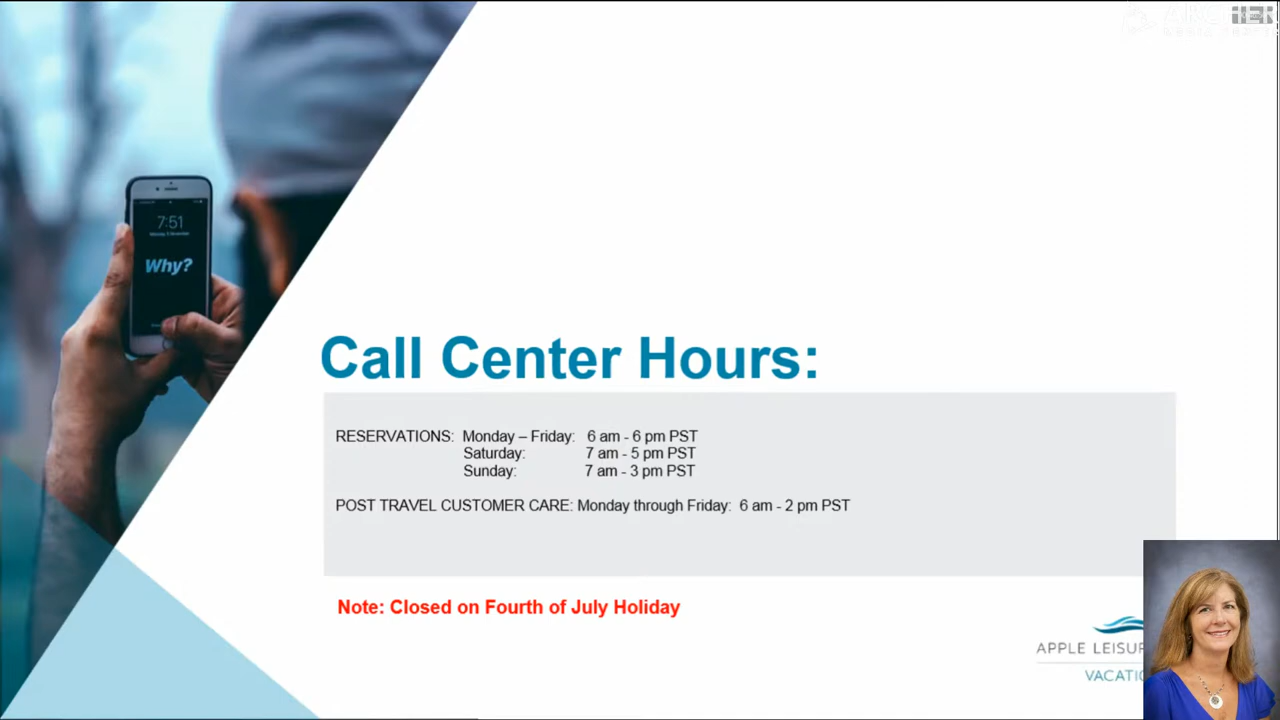 7:51
Why?
Call Center Hours:
RESERVATIONS: Monday – Friday: 6 am - 6 pm PST
Saturday: 7 am - 5 pm PST
Sunday: 7 am - 3 pm PST
POST TRAVEL CUSTOMER CARE: Monday through Friday: 6 am - 2 pm PST
Note: Closed on Fourth of July Holiday
APPLE LEISUR
VACATIO